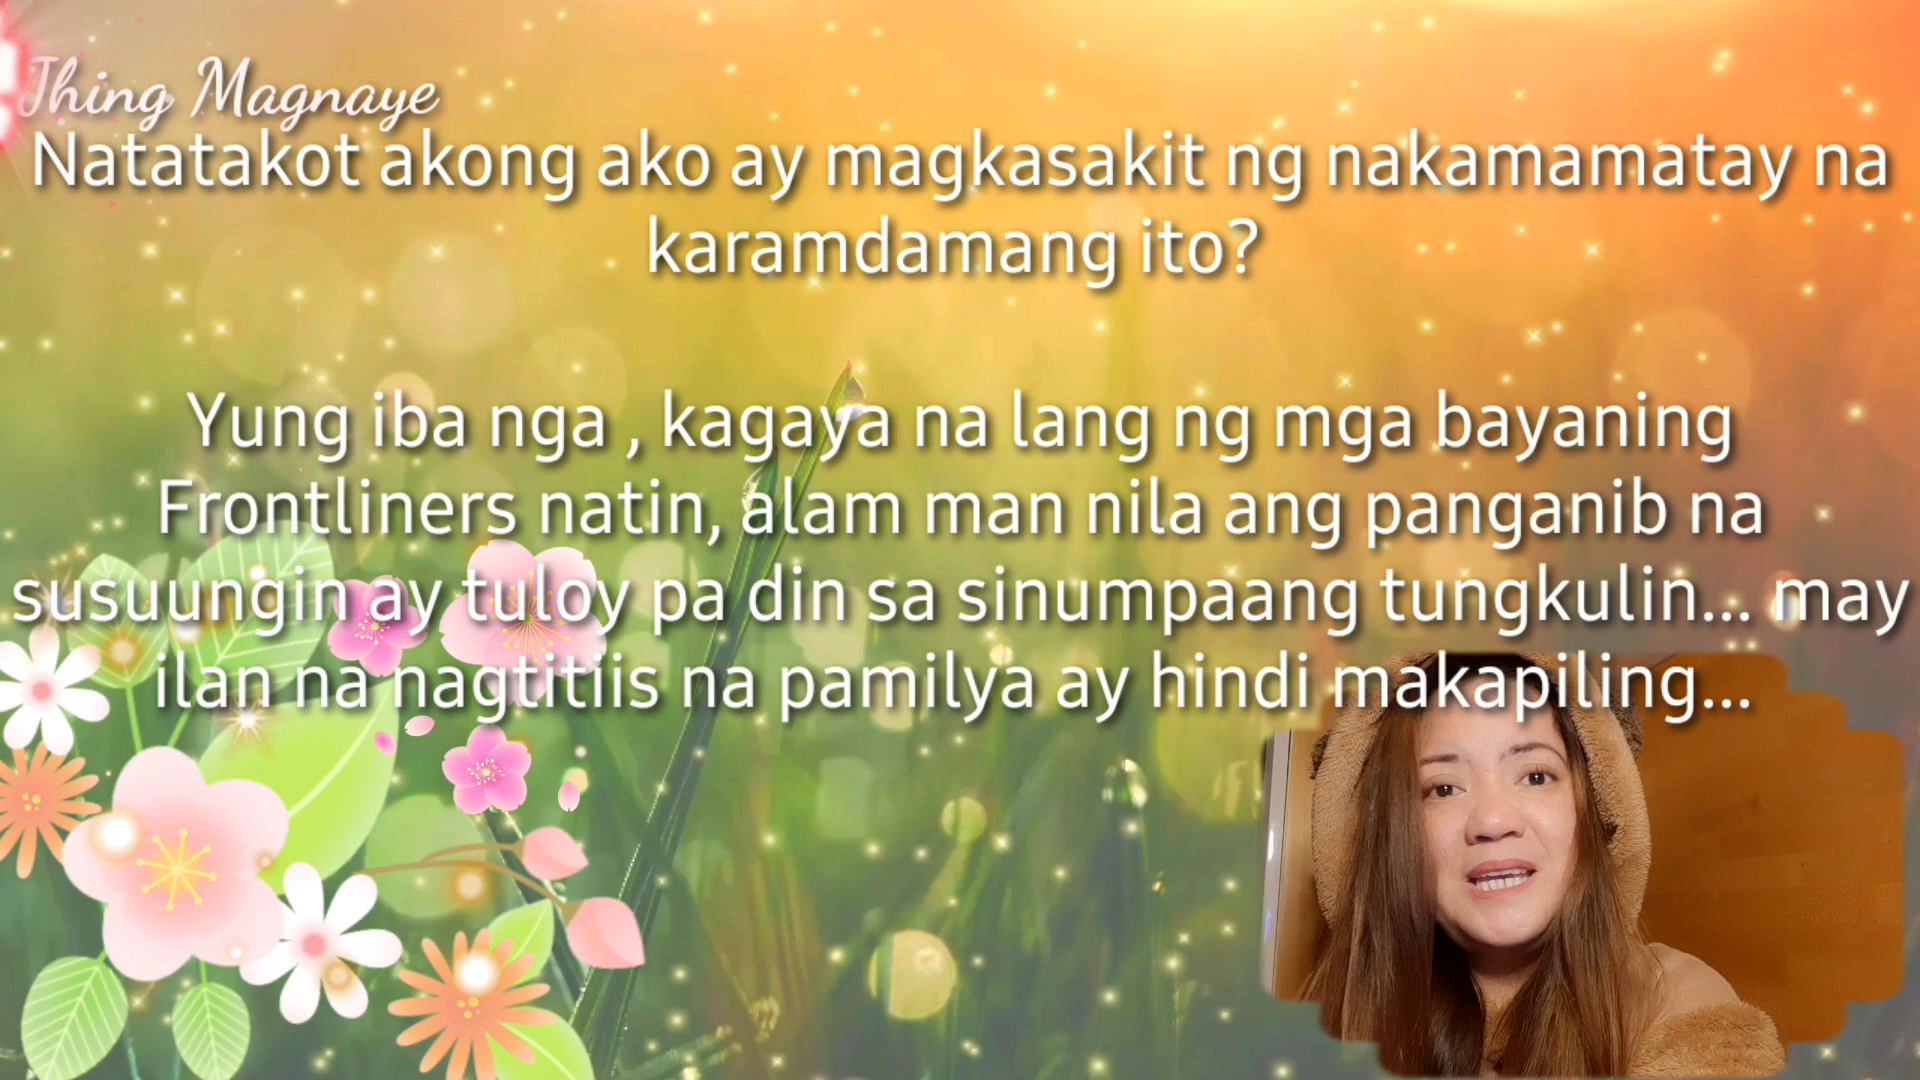 Jhing Magnaye
Natatakot akong ako ay magkasakit ng nakamamatay na
karamdamang ito?
Yung iba nga , kagaya na lang ng mga bayaning
Frontliners natin, alam man nila ang panganib na
susuungin ay tuloy pa din sa sinumpaang tungkulin... may
ilan na nagtitiis na pamilya ay hindi makapiling...